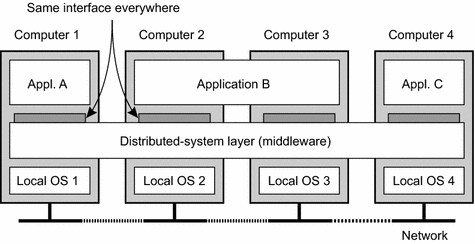 Same interface everywhere
Computer 1 Computer 2 Computer 3 Computer 4
Appl. A Application B Appl. C
Distributed-system layer (middleware)
Local OS 1 Local OS 2 Local OS 3 Local OS 4
Network